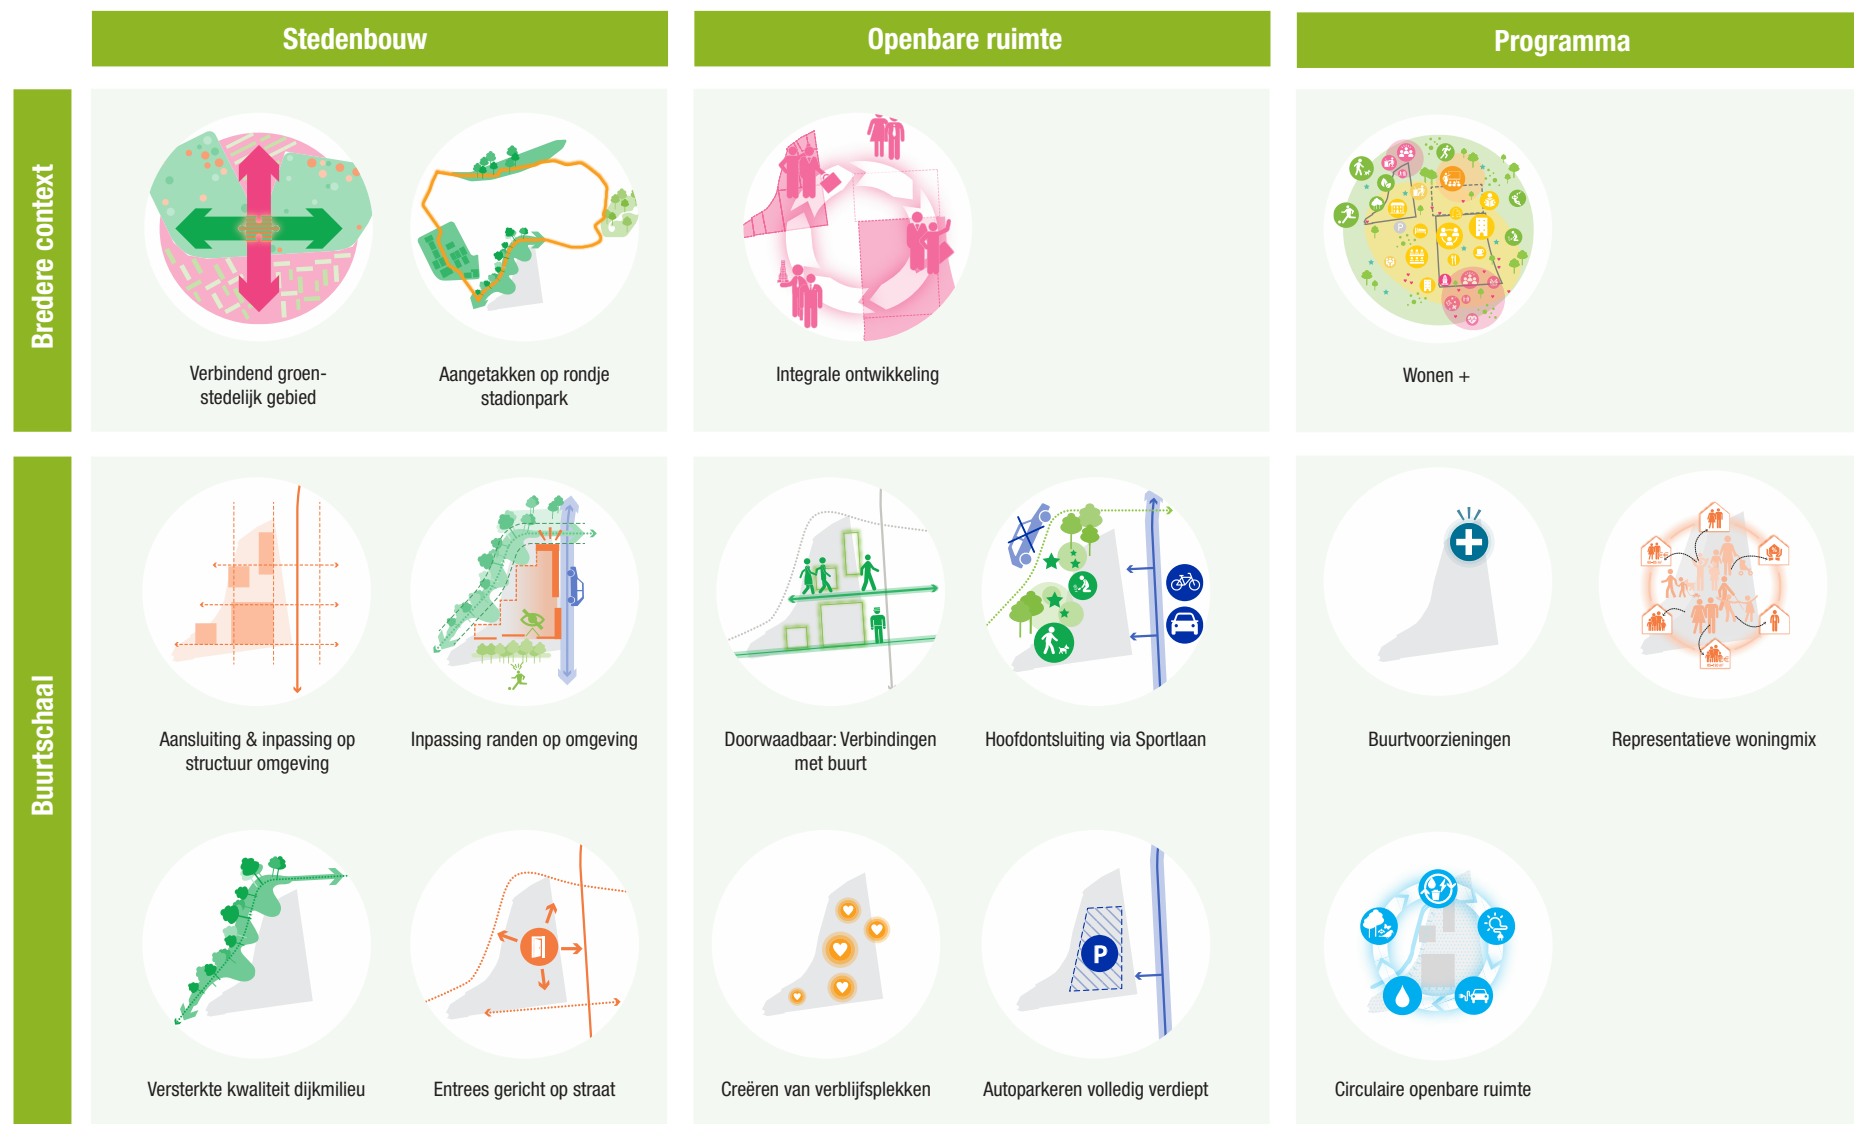 Stedenbouw
Openbare ruimte
Programma
Bredere context
Verbindend groen-
stedelijk gebied
Aangetakken op rondje
stadionpark
Integrale ontwikkeling
Wonen +
Buurtschaal
Aansluiting & inpassing op
structuur omgeving
Inpassing randen op omgeving
Doorwaadbaar: Verbindingen
met buurt
Hoofdontsluiting via Sportlaan
Buurtvoorzieningen
Representatieve woningmix
Versterkte kwaliteit dijkmilieu
Entrees gericht op straat
Creëren van verblijfsplekken
P
Autoparkeren volledig verdiept
Circulaire openbare ruimte